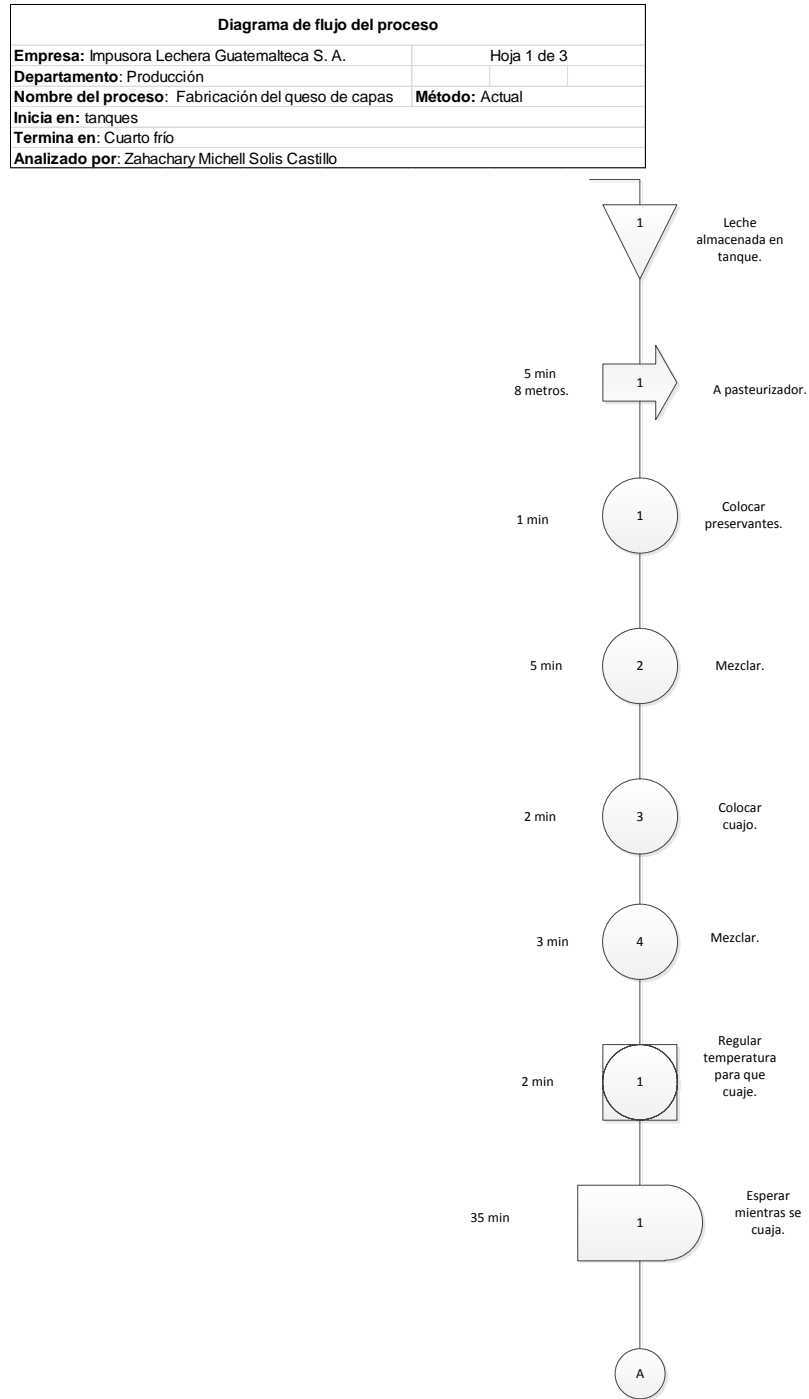 Diagrama de flujo del proceso
Empresa: Impusora Lechera Guatemalteca S. A. Hoja 1 de 3
Departamento: Producción
Nombre del proceso: Fabricación del queso de capas Método: Actual
Inicia en: tanques
Termina en: Cuarto frío
Analizado por: Zahachary Michell Solis Castillo
1
Leche
almacenada en
tanque.
5 min
8 metros.
1
A pasteurizador.
1 min
1
Colocar
preservantes.
5 min
2
Mezclar.
2 min
3
Colocar
cuajo.
3 min
4
Mezclar.
2 min
1
Regular
temperatura
para que
cuaje.
35 min
1
Esperar
mientras se
cuaja.
A